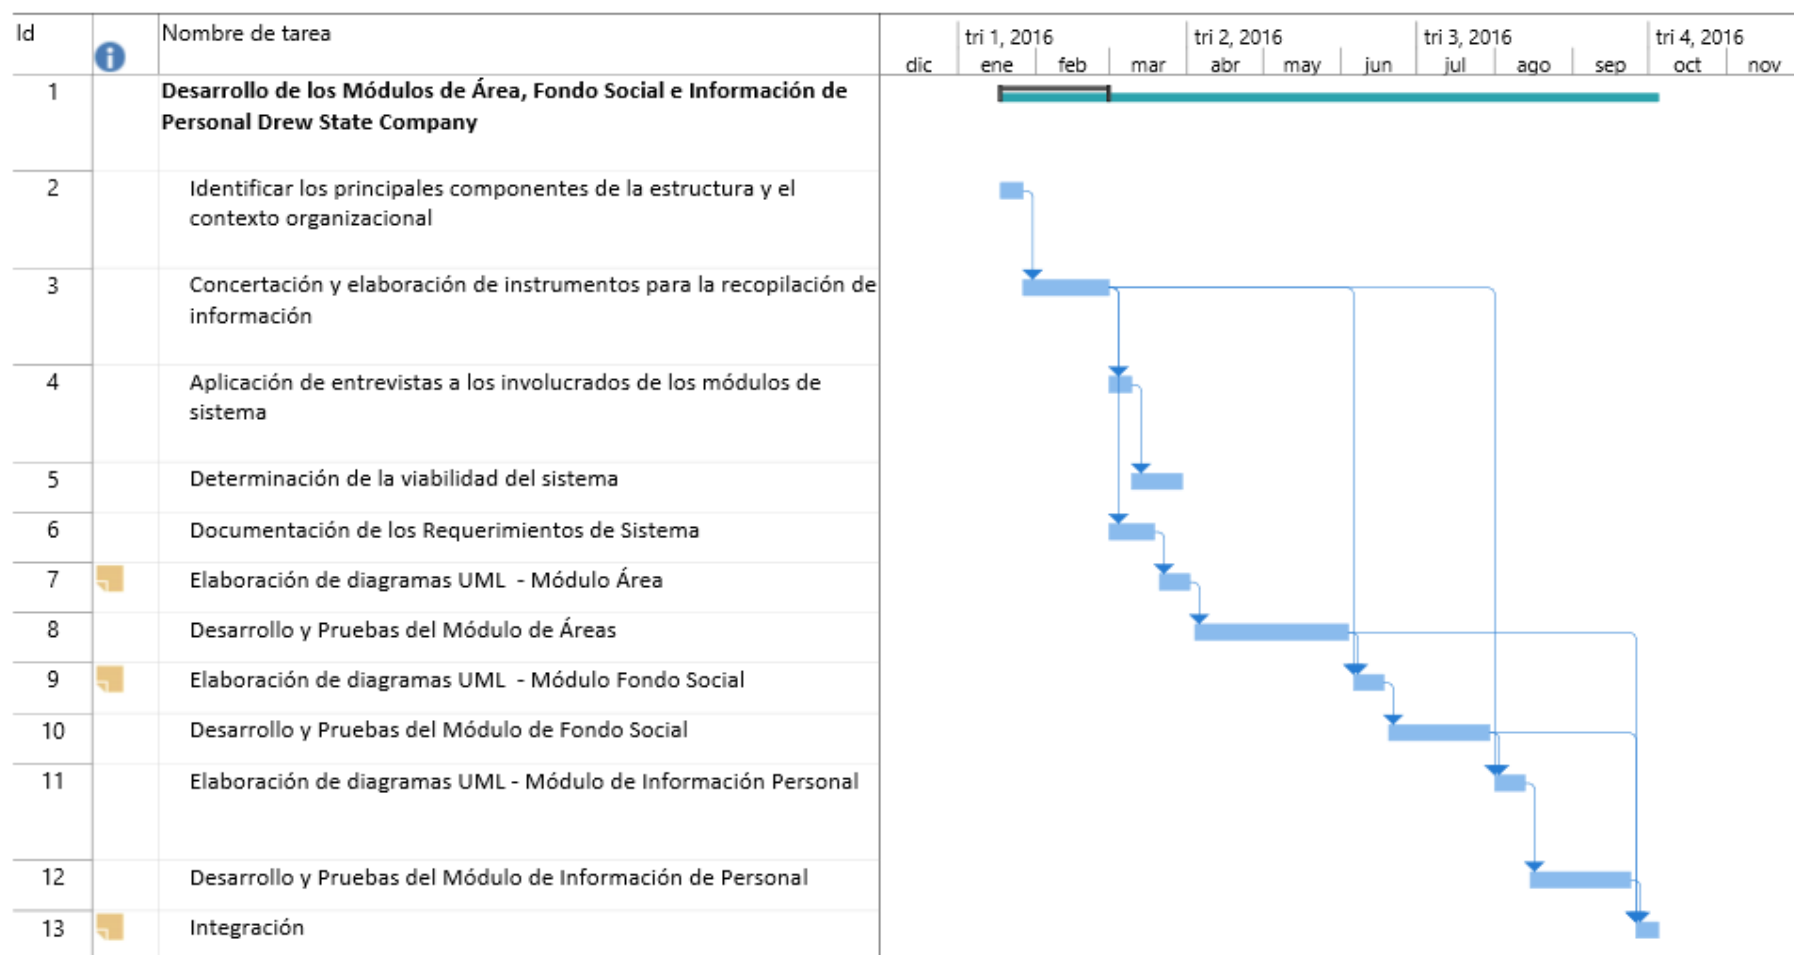 Id
Nombre de tarea
tri 1, 2016 tri 2, 2016 tri 3, 2016 tri 4, 2016
dic ene feb mar abr may jun jul ago sep oct nov
1 Desarrollo de los Módulos de Área, Fondo Social e Información de
Personal Drew State Company
2 Identificar los principales componentes de la estructura y el
contexto organizacional
3 Concertación y elaboración de instrumentos para la recopilación de
información
4 Aplicación de entrevistas a los involucrados de los módulos de
sistema
5 Determinación de la viabilidad del sistema
6 Documentación de los Requerimientos de Sistema
7 Elaboración de diagramas UML - Módulo Área
8 Desarrollo y Pruebas del Módulo de Áreas
9 Elaboración de diagramas UML - Módulo Fondo Social
10 Desarrollo y Pruebas del Módulo de Fondo Social
11 Elaboración de diagramas UML - Módulo de Información Personal
12 Desarrollo y Pruebas del Módulo de Información de Personal
13 Integración